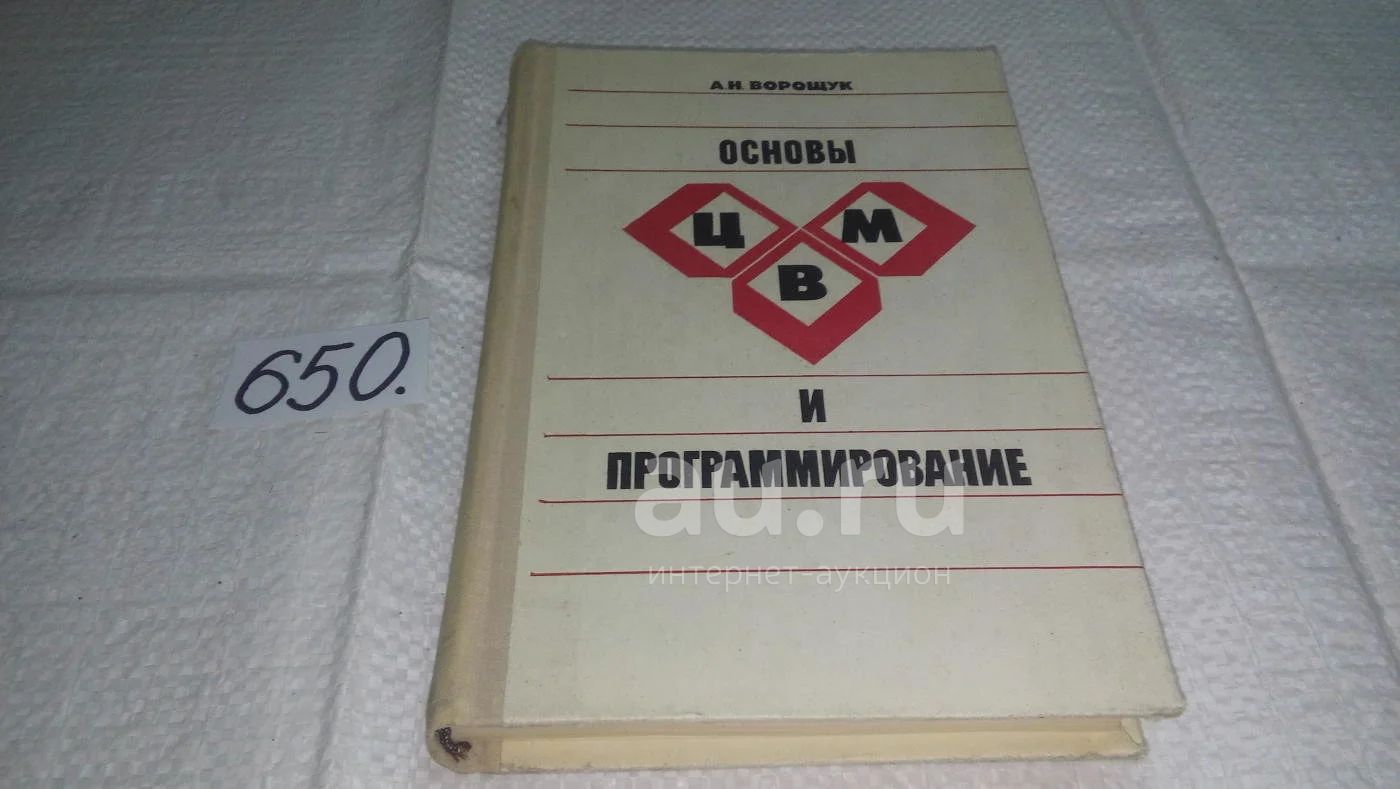 А.Н. ВОРОЩУК
ОСНОВЫ
Ц В М
И
ПРОГРАММИРОВАНИЕ
au.ru
интернет-аукцион
650.